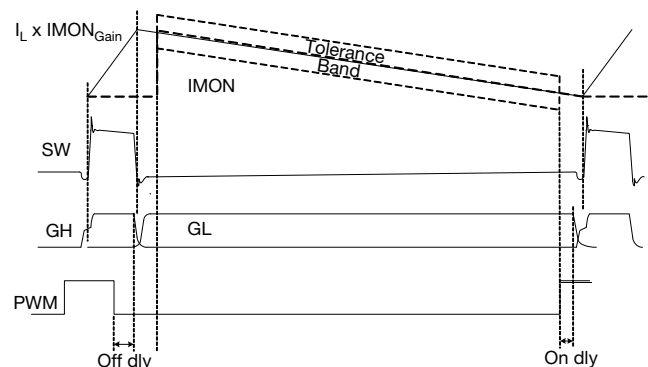 I_L x IMON_Gain
Tolerance
Band
IMON
SW
GH
GL
PWM
Off dly
On dly